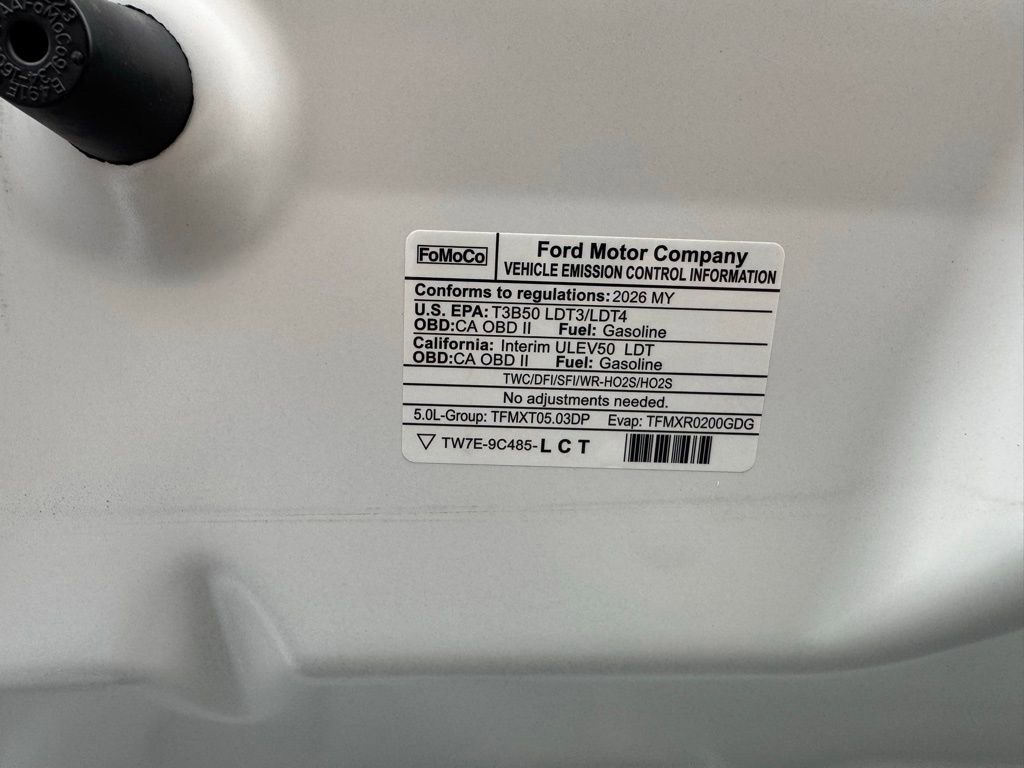 FoMoCo
Ford Motor Company
VEHICLE EMISSION CONTROL INFORMATION
Conforms to regulations: 2026 MY
U.S. EPA: T3B50 LDT3/LDT4
OBD:CA OBD II Fuel: Gasoline
California: Interim ULEV50 LDT
OBD:CA OBD II Fuel: Gasoline
TWC/DFI/SFI/WR-HO2S/HO2S
No adjustments needed.
5.0L-Group: TFMXT05.03DP Evap: TFMXR0200GDG
TW7E-9C485-L C T